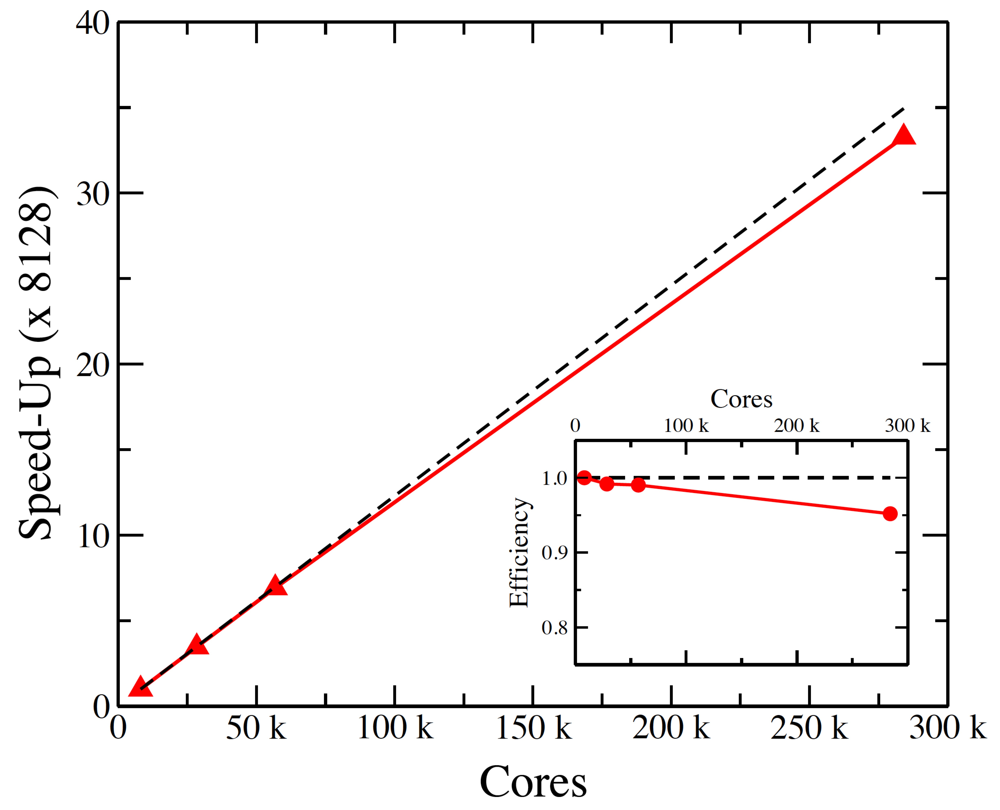 40
30
20
10
0
Speed-Up (x 8128)
0 50 k 100 k 150 k 200 k 250 k 300 k
Cores
Cores
0 100 k 200 k 300 k
1.0
0.9
0.8
Efficiency